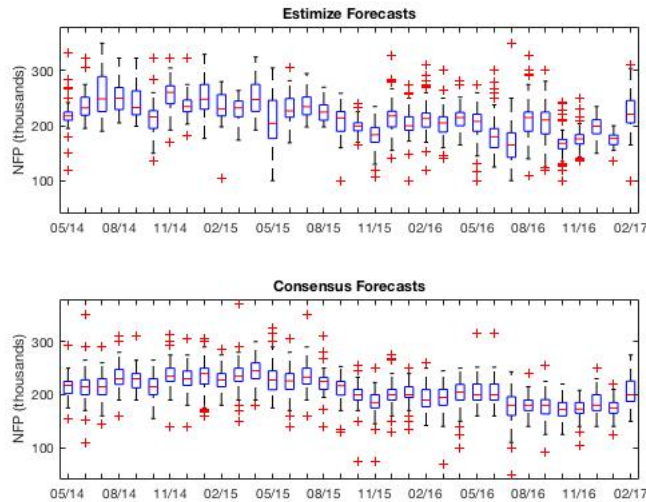 Estimize Forecasts
300
200
100
NFP (thousands)
05/14 08/14 11/14 02/15 05/15 08/15 11/15 02/16 05/16 08/16 11/16 02/17
Consensus Forecasts
300
200
100
NFP (thousands)
05/14 08/14 11/14 02/15 05/15 08/15 11/15 02/16 05/16 08/16 11/16 02/17